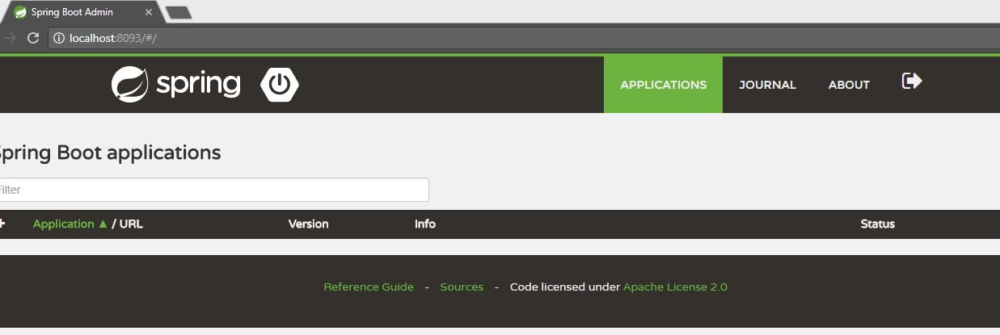 Spring Boot Admin
localhost:8093/#/
spring
APPLICATIONS JOURNAL ABOUT
pring Boot applications
Filter
Application ▲ / URL Version Info Status
Reference Guide - Sources - Code licensed under Apache License 2.0